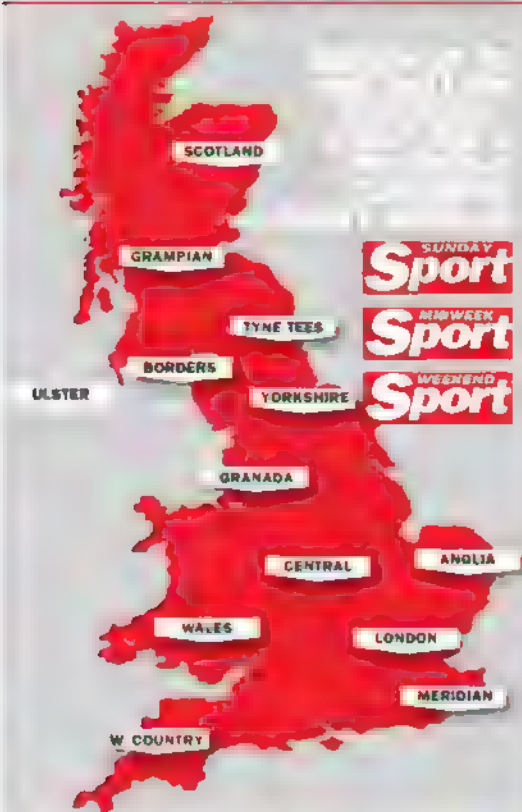 SCOTLAND
GRAMPIAN
SUNDAY
Sport
TYNE TEES
MIDWEEK
Sport
BORDERS
ULSTER
YORKSHIRE
WEEKEND
Sport
GRANADA
CENTRAL
ANGLIA
WALES
LONDON
MERIDIAN
W COUNTRY